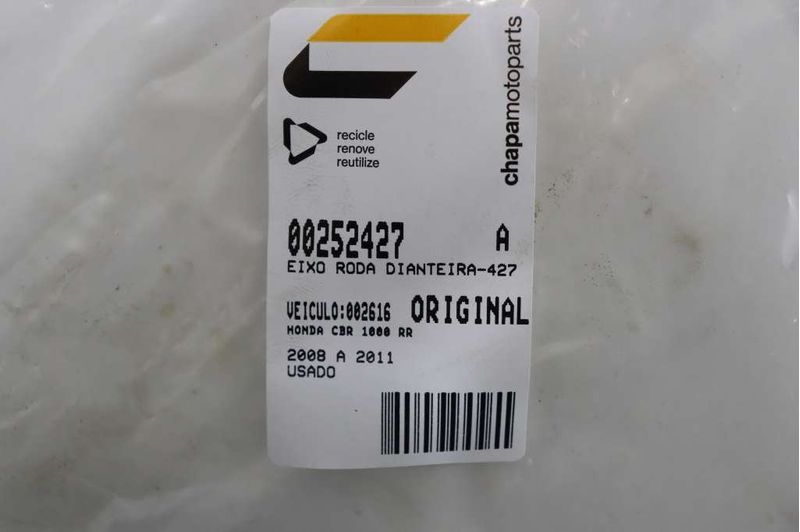 chapamotoparts
recicle
renove
reutilize
00252427 A
EIXO RODA DIANTEIRA-427
VEICULO:002616 ORIGINAL
HONDA CBR 1000 RR
2008 A 2011
USADO